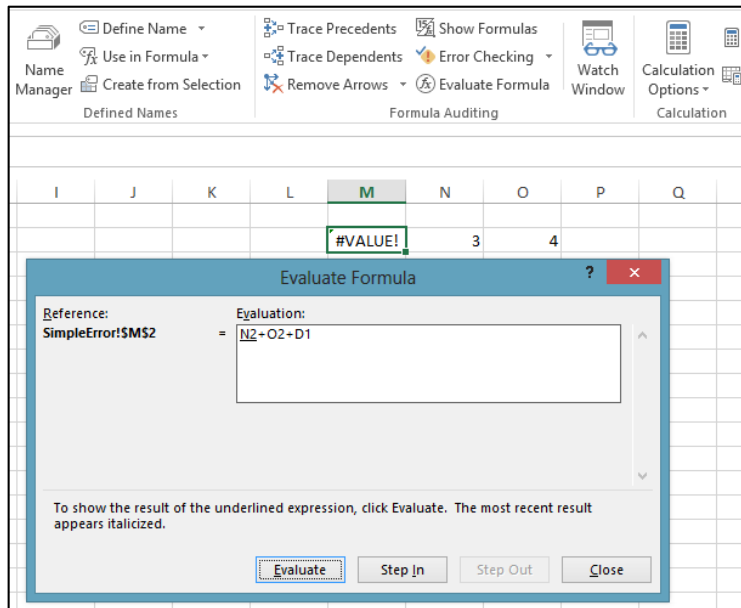 Define Name Trace Precedents Show Formulas
Use in Formula Trace Dependents Error Checking
Name Manager Create from Selection Remove Arrows Evaluate Formula Watch Window Calculation Options
Defined Names Formula Auditing Calculation
I J K L M N O P Q
#VALUE! 3 4
Evaluate Formula ?
Reference: Evaluation:
SimpleError!$M$2 = N2+O2+D1
To show the result of the underlined expression, click Evaluate. The most recent result
appears italicized.
Evaluate Step In Step Out Close